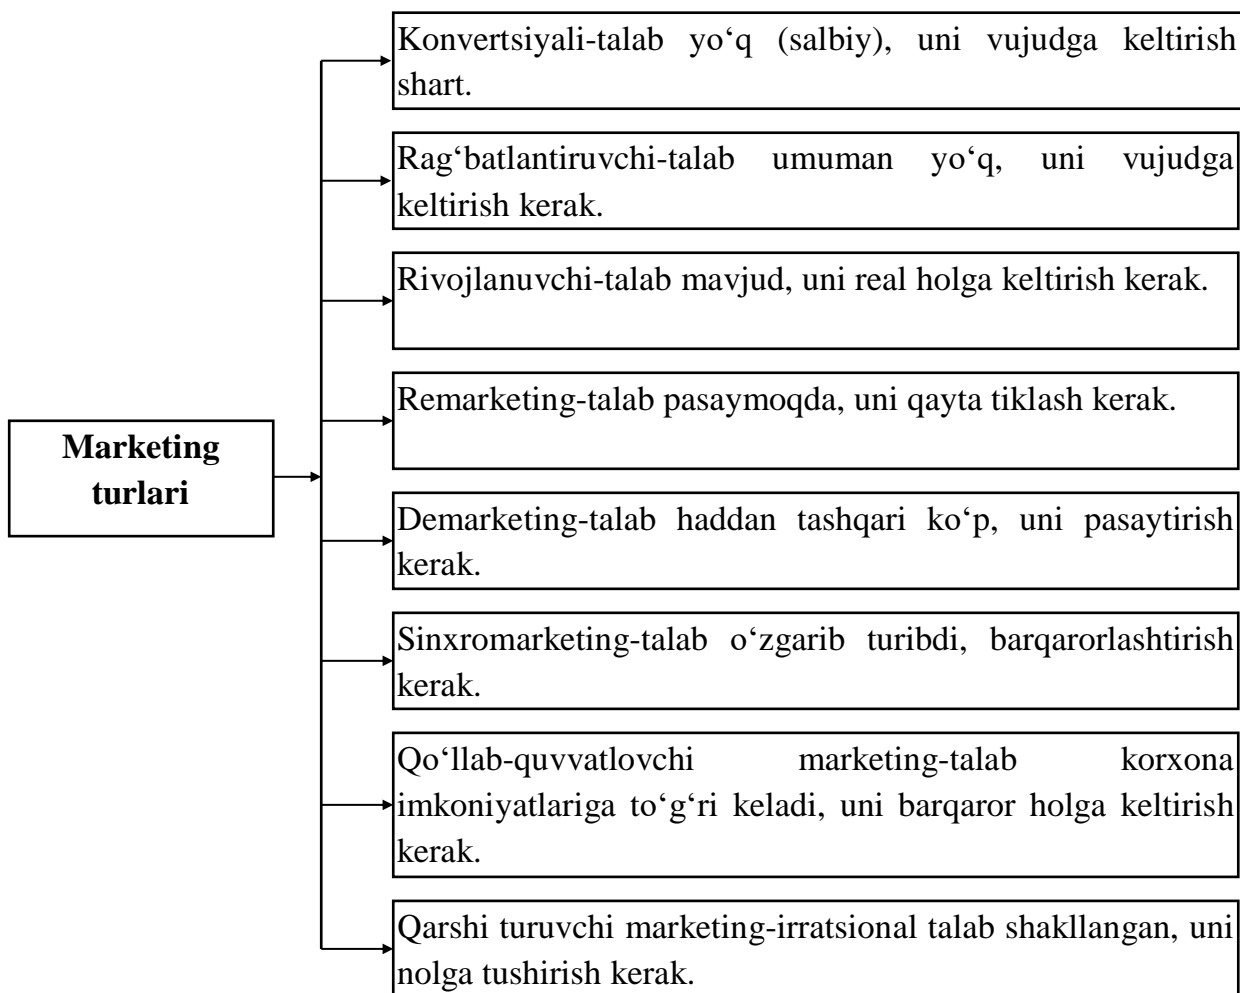 Konvertsiyali-talab yo‘q (salbiy), uni vujudga keltirish
shart.
Rag‘batlantiruvchi-talab umuman yo‘q, uni vujudga
keltirish kerak.
Rivojlanuvchi-talab mavjud, uni real holga keltirish kerak.
Remarketing-talab pasaymoqda, uni qayta tiklash kerak.
Marketing
turlari
Demarketing-talab haddan tashqari ko‘p, uni pasaytirish
kerak.
Sinxromarketing-talab o‘zgarib turibdi, barqarorlashtirish
kerak.
Qo‘llab-quvvatlovchi marketing-talab korxona
imkoniyatlariga to‘g‘ri keladi, uni barqaror holga keltirish
kerak.
Qarshi turuvchi marketing-irratsional talab shakllangan, uni
nolga tushirish kerak.